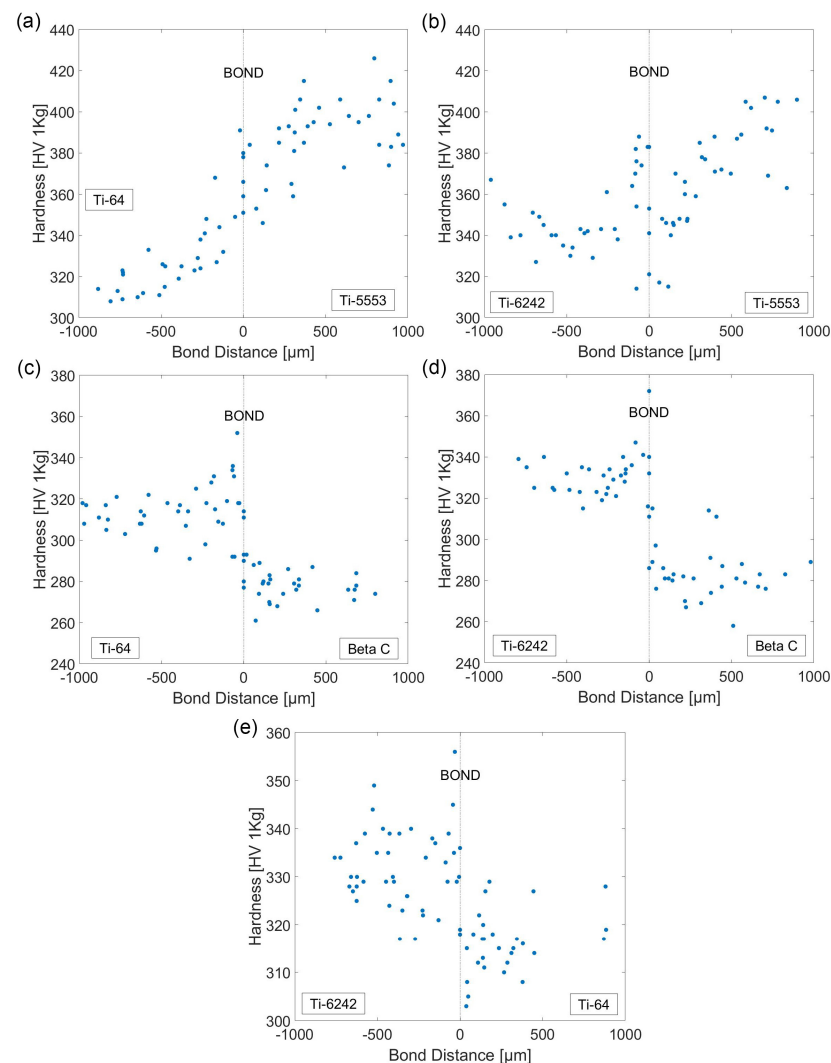 (a)
440
420
400
380
360
340
320
300
Hardness [HV 1Kg]
BOND
Ti-64
Ti-5553
-1000
-500
0
500
1000
Bond Distance [µm]
(b)
440
420
400
380
360
340
320
300
Hardness [HV 1Kg]
BOND
Ti-6242
Ti-5553
-1000
-500
0
500
1000
Bond Distance [µm]
(c)
380
360
340
320
300
280
260
240
Hardness [HV 1Kg]
BOND
Ti-64
Beta C
-1000
-500
0
500
1000
Bond Distance [µm]
(d)
380
360
340
320
300
280
260
240
Hardness [HV 1Kg]
BOND
Ti-6242
Beta C
-1000
-500
0
500
1000
Bond Distance [µm]
(e)
360
350
340
330
320
310
300
Hardness [HV 1Kg]
BOND
Ti-6242
Ti-64
-1000
-500
0
500
1000
Bond Distance [µm]